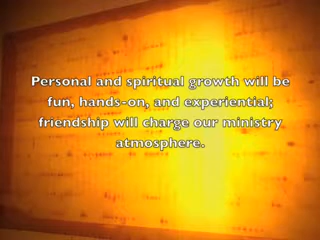 Personal and spiritual growth will be
fun, hands-on, and experiential;
friendship will charge our ministry
atmosphere.